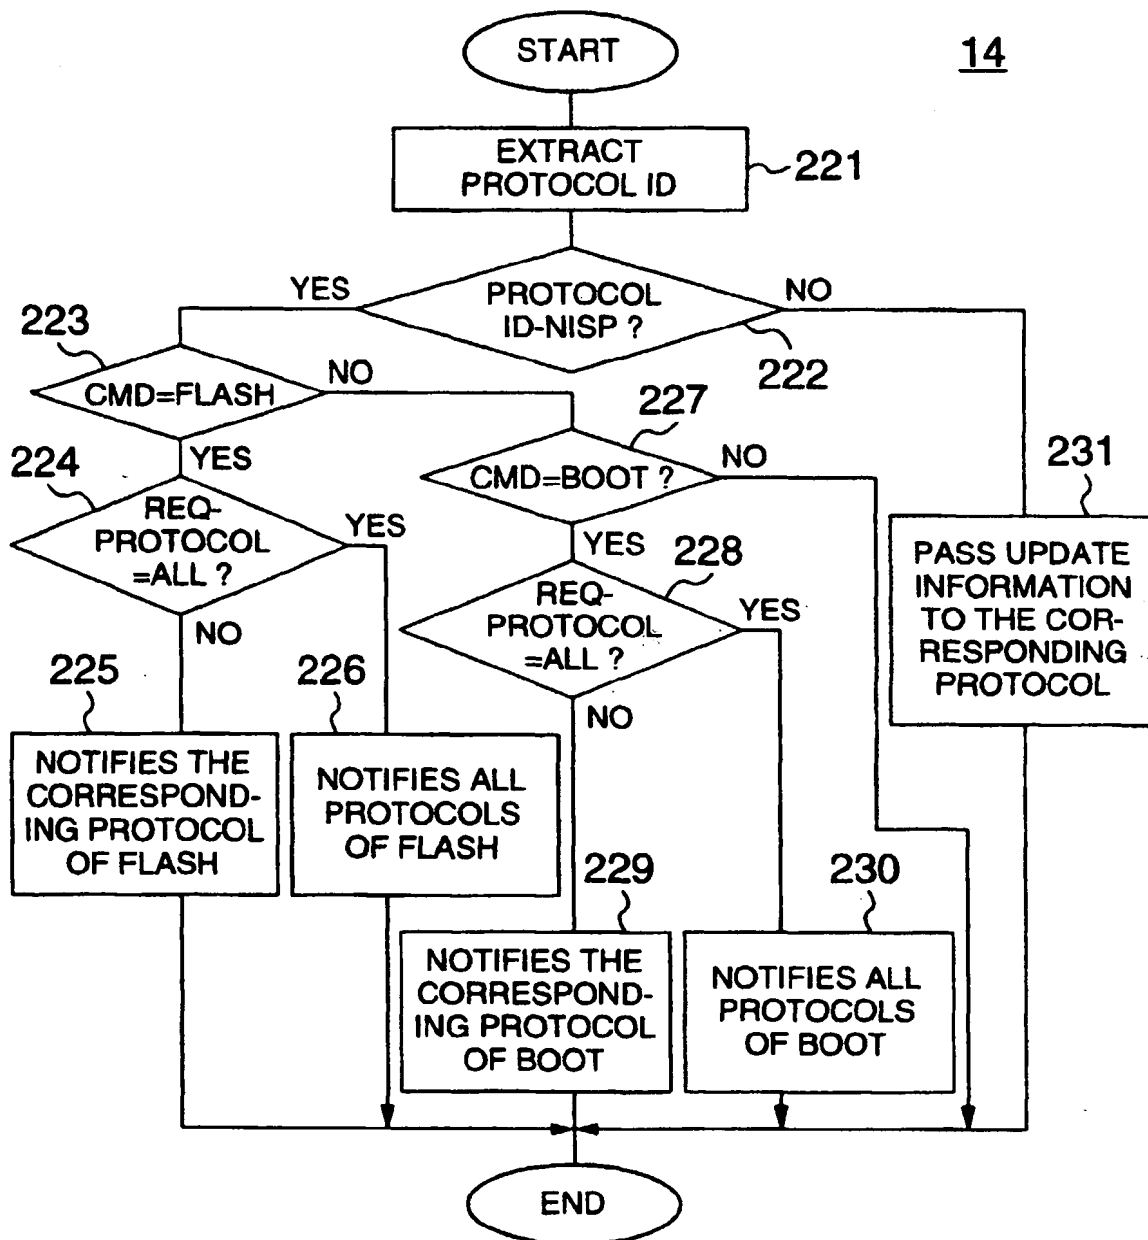 START
14
EXTRACT
PROTOCOL ID
221
YES
PROTOCOL
ID-NISP ?
NO
222
223
CMD=FLASH
NO
227
YES
CMD=BOOT ?
NO
231
224
REQ-
PROTOCOL
=ALL ?
YES
YES
228
NO
REQ-
PROTOCOL
=ALL ?
YES
PASS UPDATE
INFORMATION
TO THE COR-
RESPONDING
PROTOCOL
225
226
NO
NOTIFIES THE
CORRESPOND-
ING PROTOCOL
OF FLASH
NOTIFIES ALL
PROTOCOLS
OF FLASH
229
230
NOTIFIES THE
CORRESPOND-
ING PROTOCOL
OF BOOT
NOTIFIES ALL
PROTOCOLS
OF BOOT
END